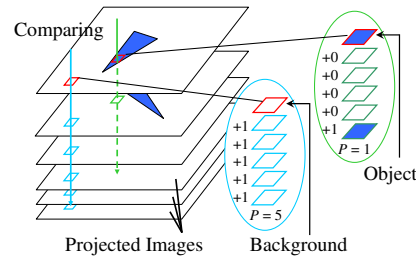 Comparing
+0
+0
+0
+0
+1
P = 1
+1
+1
+1
+1
+1
P = 5
Object
Projected Images
Background